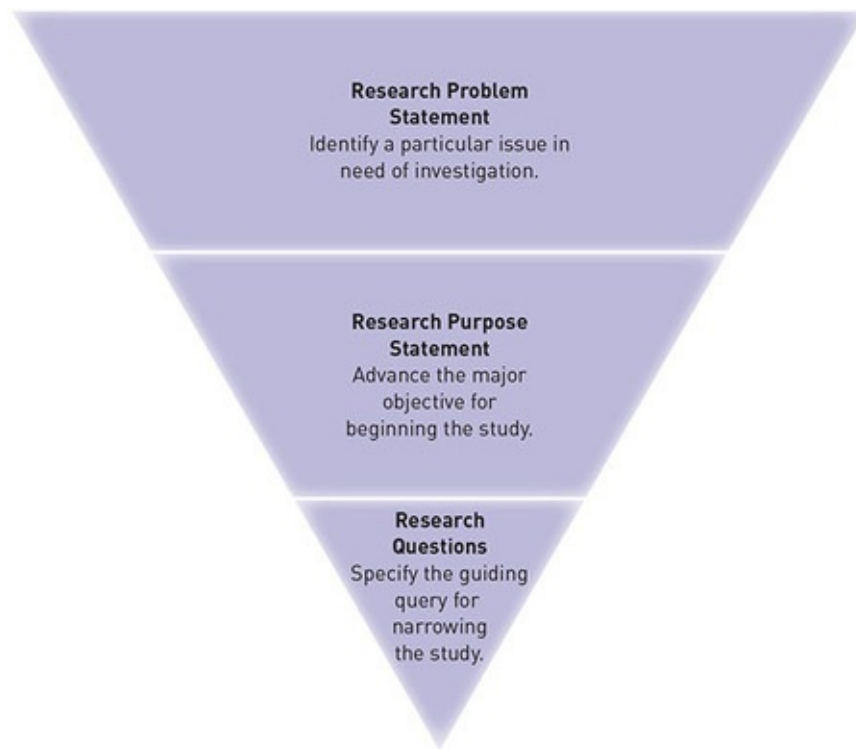 Research Problem
Statement
Identify a particular issue in
need of investigation.
Research Purpose
Statement
Advance the major
objective for
beginning the study.
Research
Questions
Specify the guiding
query for
narrowing
the study.